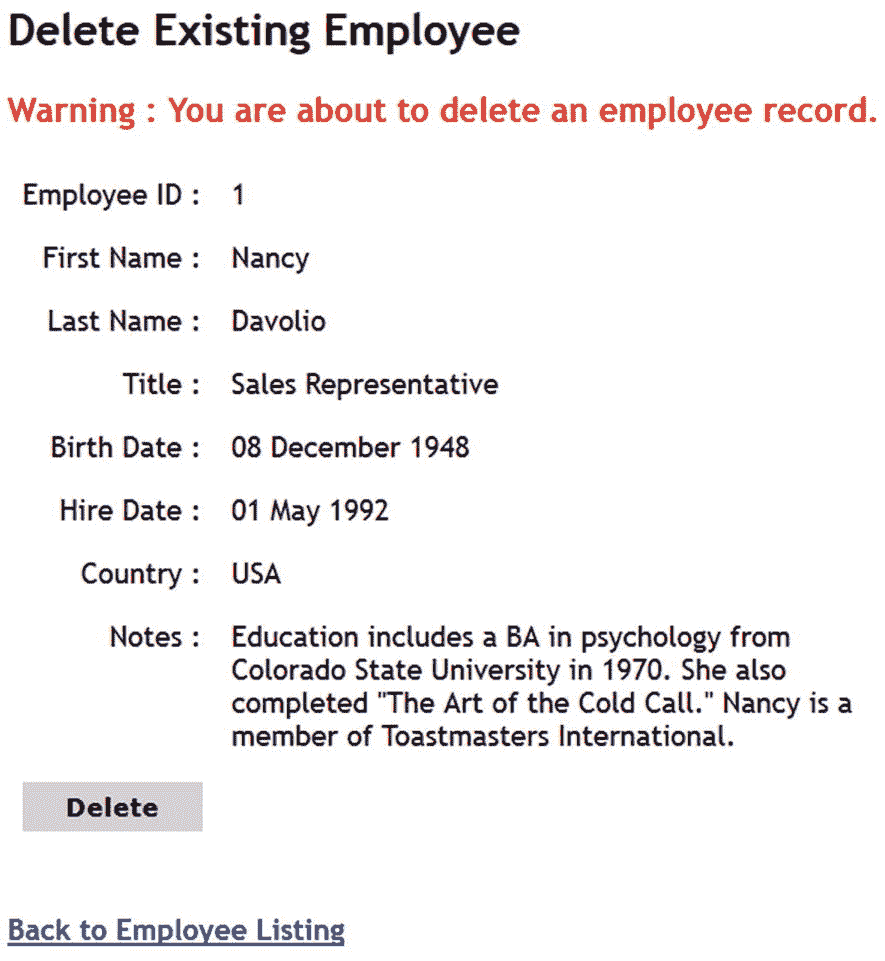 Delete Existing Employee
Warning : You are about to delete an employee record.
Employee ID : 1
First Name : Nancy
Last Name : Davolio
Title : Sales Representative
Birth Date : 08 December 1948
Hire Date : 01 May 1992
Country : USA
Notes : Education includes a BA in psychology from
Colorado State University in 1970. She also
completed "The Art of the Cold Call." Nancy is a
member of Toastmasters International.
Delete
Back to Employee Listing